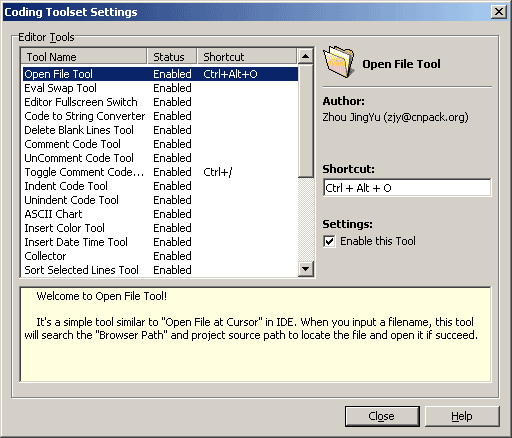 Coding Toolset Settings
Editor Tools
Tool Name Status Shortcut
Open File Tool Enabled Ctrl+Alt+O
Eval Swap Tool Enabled
Editor Fullscreen Switch Enabled
Code to String Converter Enabled
Delete Blank Lines Tool Enabled
Comment Code Tool Enabled
UnComment Code Tool Enabled
Toggle Comment Code... Enabled Ctrl+/
Indent Code Tool Enabled
Unindent Code Tool Enabled
ASCII Chart Enabled
Insert Color Tool Enabled
Insert Date Time Tool Enabled
Collector Enabled
Sort Selected Lines Tool Enabled
Open File Tool
Author:
Zhou JingYu (zjy@cnpack.org)
Shortcut:
Ctrl + Alt + O
Settings:
Enable this Tool
Welcome to Open File Tool!
It's a simple tool similar to "Open File at Cursor" in IDE. When you input a filename, this tool
will search the "Browser Path" and project source path to locate the file and open it if succeed.
Close Help